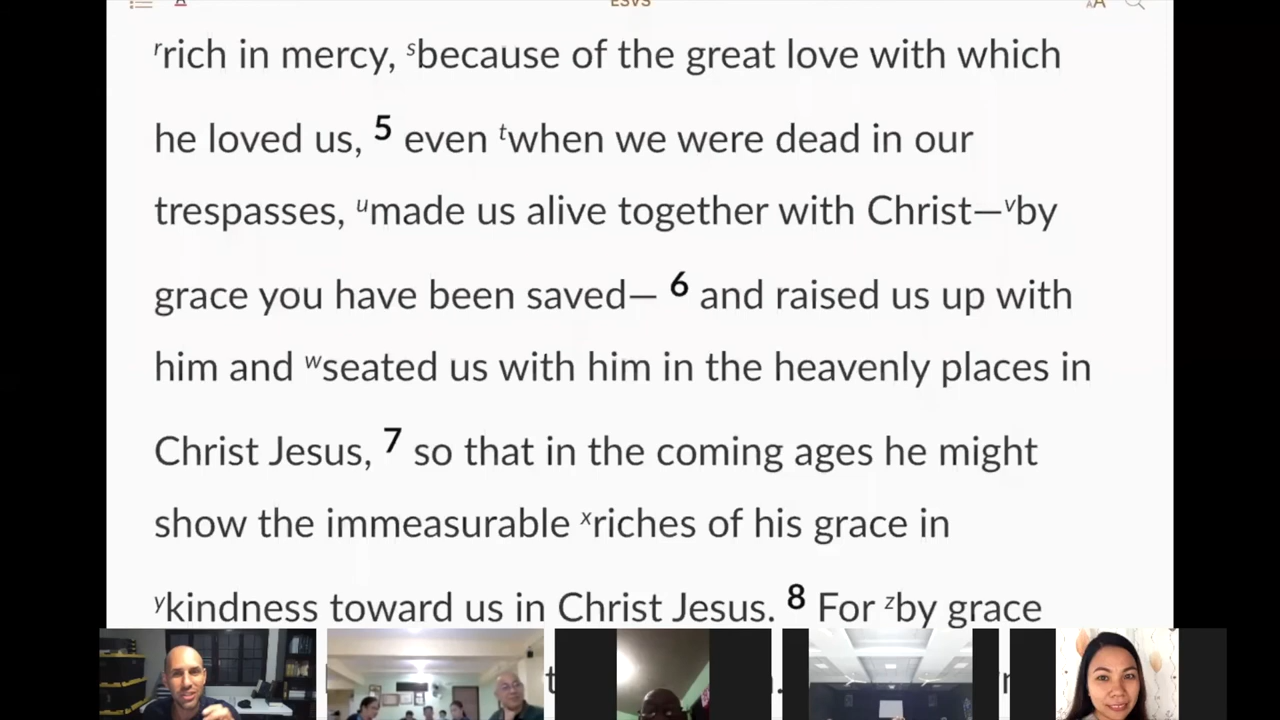 ESVS
AA
rrich in mercy, sbecause of the great love with which
he loved us, 5 even twhen we were dead in our
trespasses, umade us alive together with Christ—vby
grace you have been saved— 6 and raised us up with
him and wseated us with him in the heavenly places in
Christ Jesus, 7 so that in the coming ages he might
show the immeasurable xriches of his grace in
ykindness toward us in Christ Jesus. 8 For zby grace